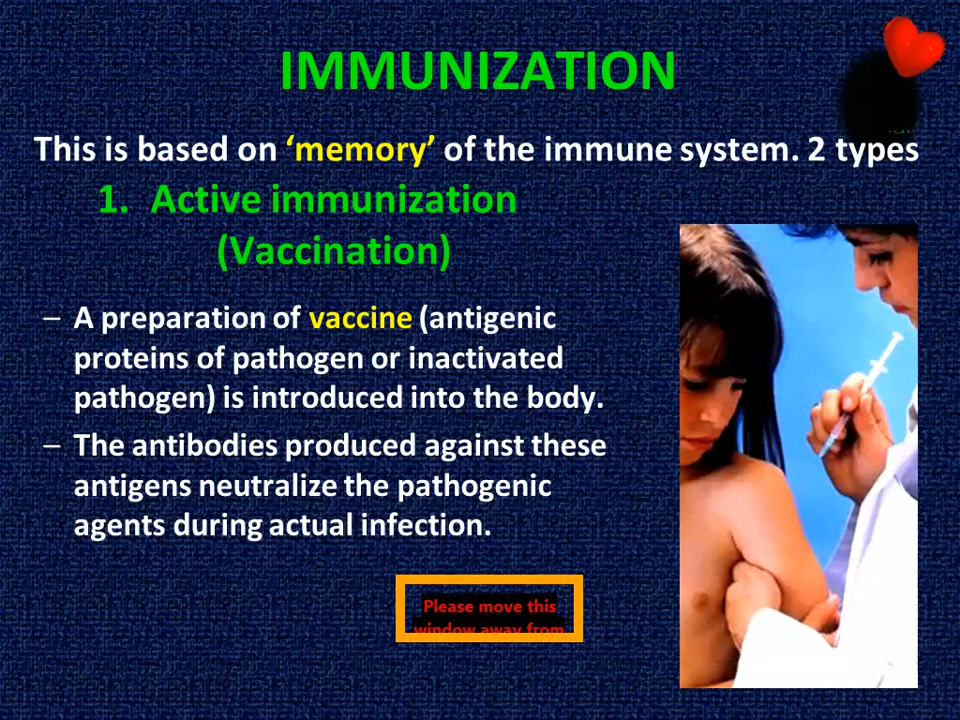 IMMUNIZATION
This is based on ‘memory’ of the immune system. 2 types
1. Active immunization
(Vaccination)
– A preparation of vaccine (antigenic
proteins of pathogen or inactivated
pathogen) is introduced into the body.
– The antibodies produced against these
antigens neutralize the pathogenic
agents during actual infection.
Please move this
window away from